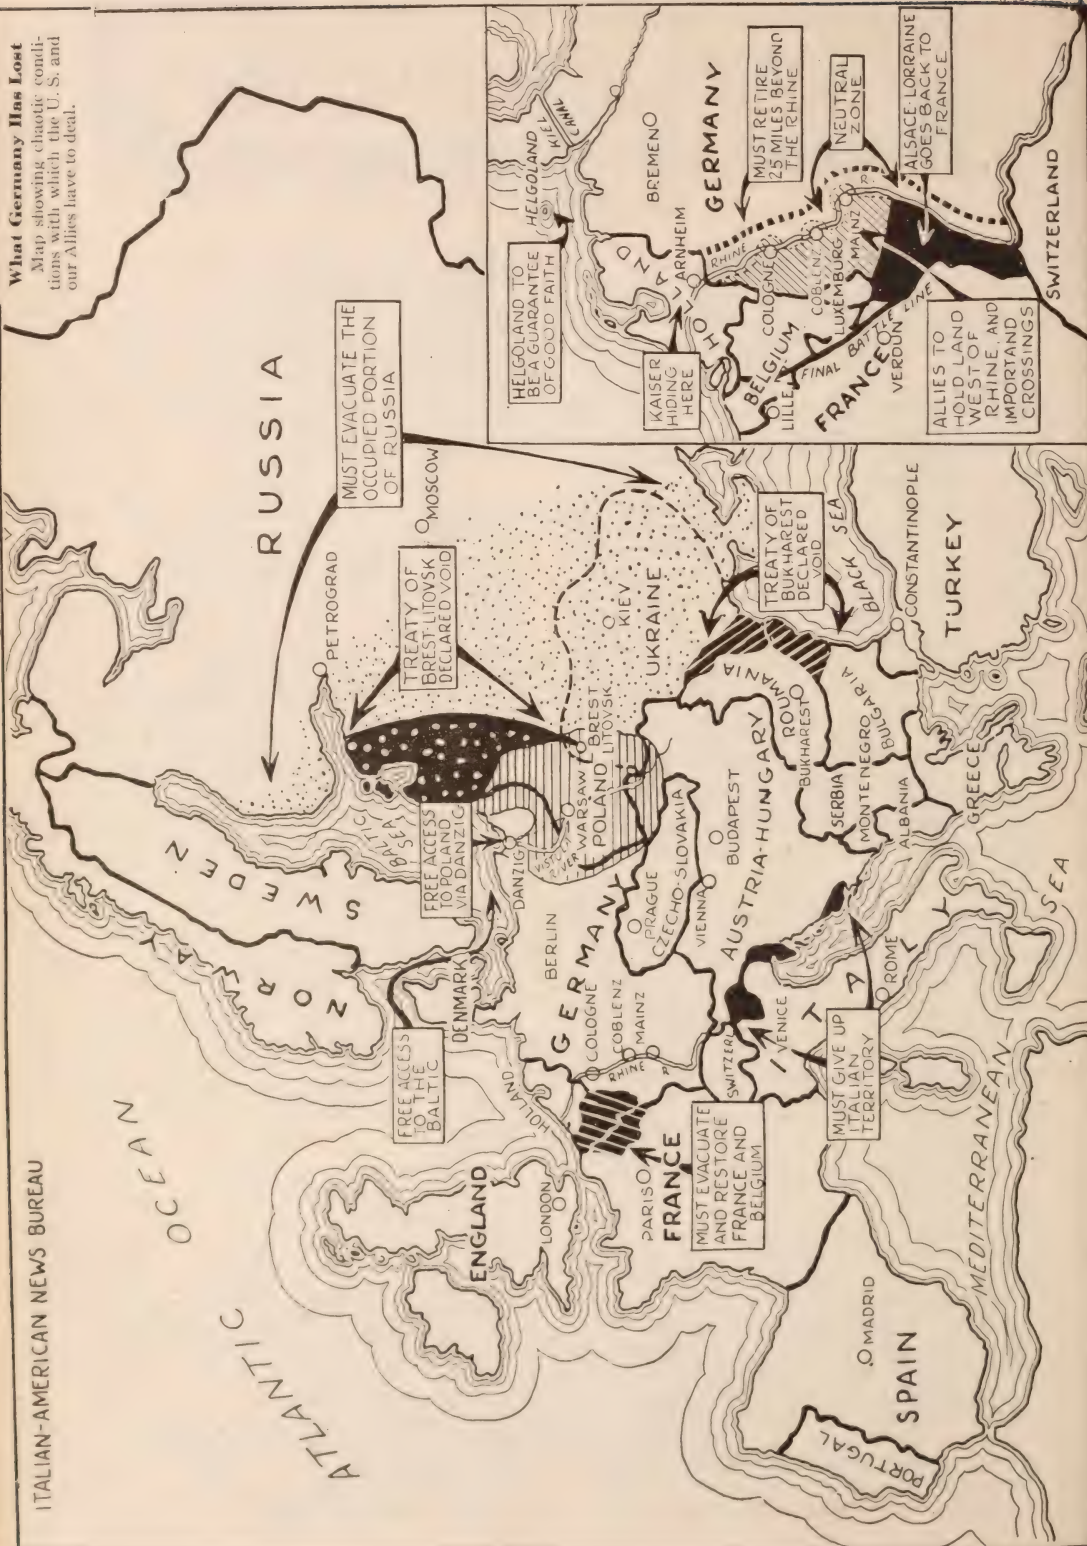 ITALIAN-AMERICAN NEWS BUREAU
What Germany Has Lost
Map showing chaotic condi-
tions with which the U. S. and
our Allies have to deal.
ATLANTIC
OCEAN
NORWAY
SWEDEN
RUSSIA
MUST EVACUATE THE
OCCUPIED PORTION
OF RUSSIA
PETROGRAD
MOSCOW
TREATY OF
BREST-LITOVSK
DECLARED VOID
BALTIC
SEA
FREE ACCESS
TO THE
BALTIC
FREE ACCESS
TO POLAND
VIA DANZIG
DENMARK
DANZIG
VISTULA
RIVER
WARSAW
POLAND
BREST
LITOVSK
KIEV
UKRAINE
ENGLAND
LONDON
HOLLAND
BERLIN
GERMANY
COLOGNE
COBLENZ
MAINZ
RHINE R
PRAGUE
CZECHO-SLOVAKIA
VIENNA
BUDAPEST
AUSTRIA-HUNGARY
PARIS
FRANCE
MUST EVACUATE
AND RESTORE
FRANCE AND
BELGIUM
SWITZERL
VENICE
ITALY
ROME
MUST GIVE UP
ITALIAN
TERRITORY
ROUMANIA
BUKHAREST
TREATY OF
BUKHAREST
DECLARED
VOID
BLACK SEA
SERBIA
MONTENEGRO
BULGARIA
ALBANIA
GREECE
CONSTANTINOPLE
TURKEY
MADRID
SPAIN
PORTUGAL
MEDITERRANEAN
SEA
HELGOLAND TO
BE A GUARANTEE
OF GOOD FAITH
HELGOLAND
KIEL
CANAL
BREMEN
GERMANY
MUST RETIRE
25 MILES BEYOND
THE RHINE
NEUTRAL
ZONE
ALSACE-LORRAINE
GOES BACK TO
FRANCE
KAISER
HIDING
HERE
HOLLAND
ARNHEIM
RHINE
BELGIUM
LILLE
COLOGNE
COBLENZ
LUXEMBURG
MAINZ
FINAL BATTLE LINE
FRANCE
VERDUN
ALLIES TO
HOLD LAND
WEST OF
RHINE, AND
IMPORTAND
CROSSINGS
SWITZERLAND